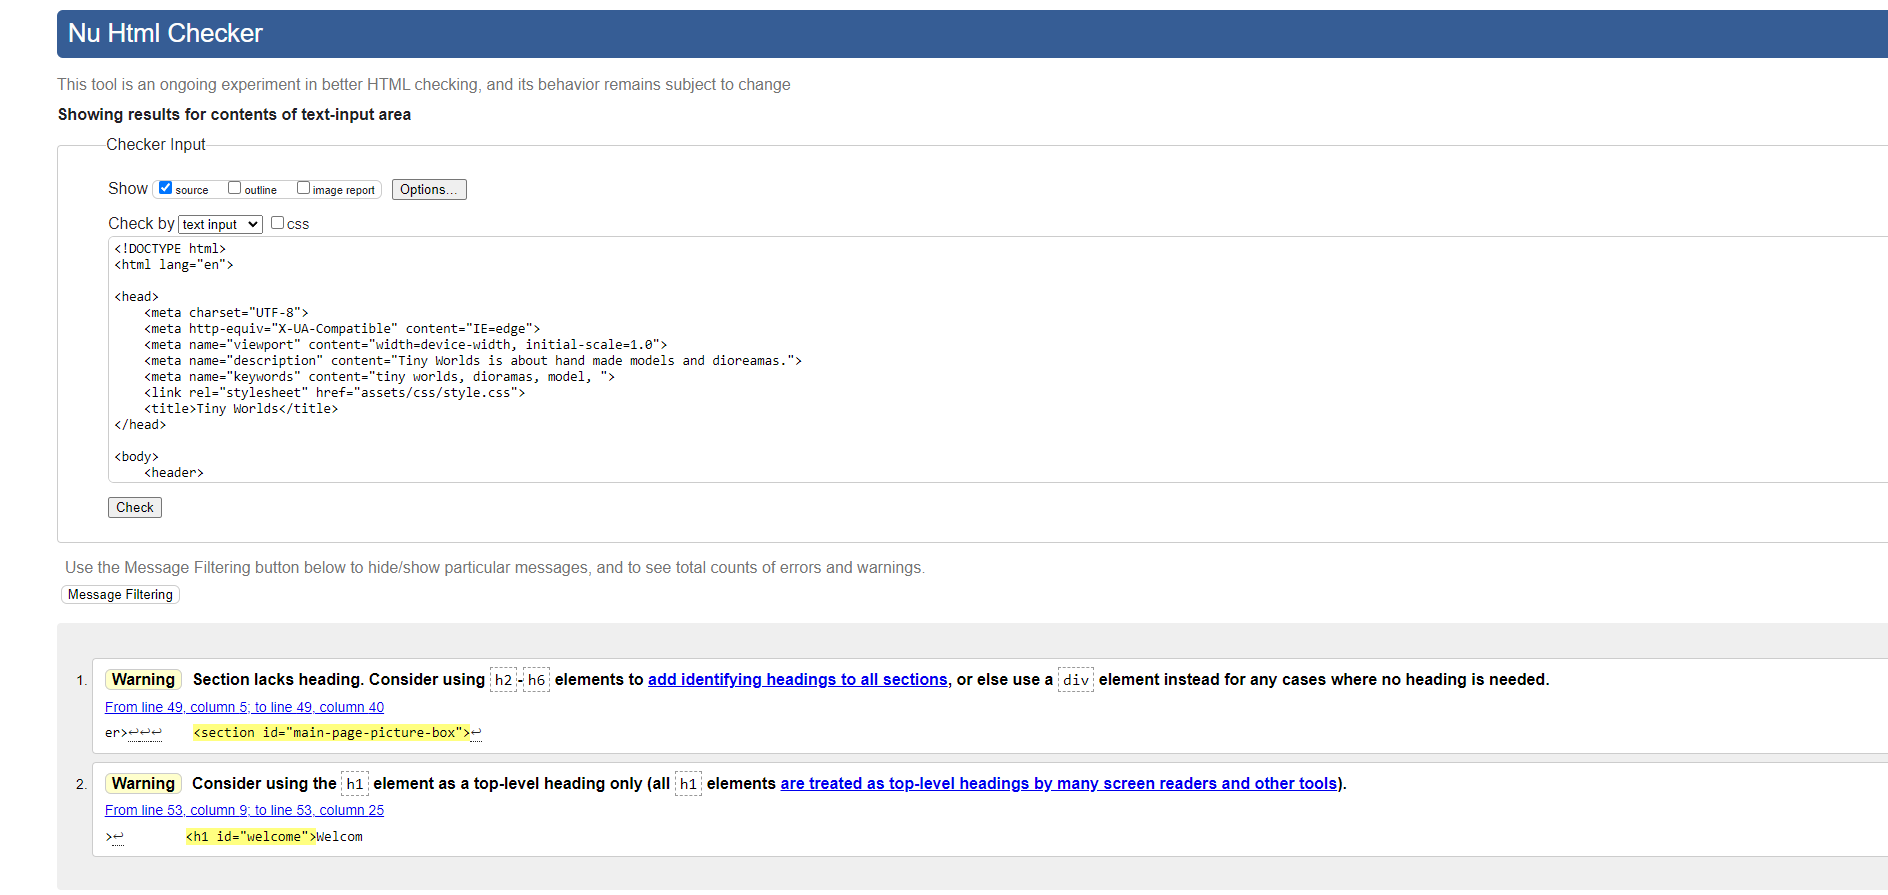 Nu Html Checker
This tool is an ongoing experiment in better HTML checking, and its behavior remains subject to change
Showing results for contents of text-input area
Checker Input
Show source outline image report Options...
Check by text input css
<!DOCTYPE html>
<html lang="en">
<head>
<meta charset="UTF-8">
<meta http-equiv="X-UA-Compatible" content="IE=edge">
<meta name="viewport" content="width=device-width, initial-scale=1.0">
<meta name="description" content="Tiny Worlds is about hand made models and dioreamas.">
<meta name="keywords" content="tiny worlds, dioramas, model, ">
<link rel="stylesheet" href="assets/css/style.css">
<title>Tiny Worlds</title>
</head>
<body>
<header>
Check
Use the Message Filtering button below to hide/show particular messages, and to see total counts of errors and warnings.
Message Filtering
1. Warning Section lacks heading. Consider using h2-h6 elements to add identifying headings to all sections, or else use a div element instead for any cases where no heading is needed.
From line 49, column 5; to line 49, column 40
er>↩↩↩ <section id="main-page-picture-box">↩
2. Warning Consider using the h1 element as a top-level heading only (all h1 elements are treated as top-level headings by many screen readers and other tools).
From line 53, column 9; to line 53, column 25
>↩ <h1 id="welcome">Welcom